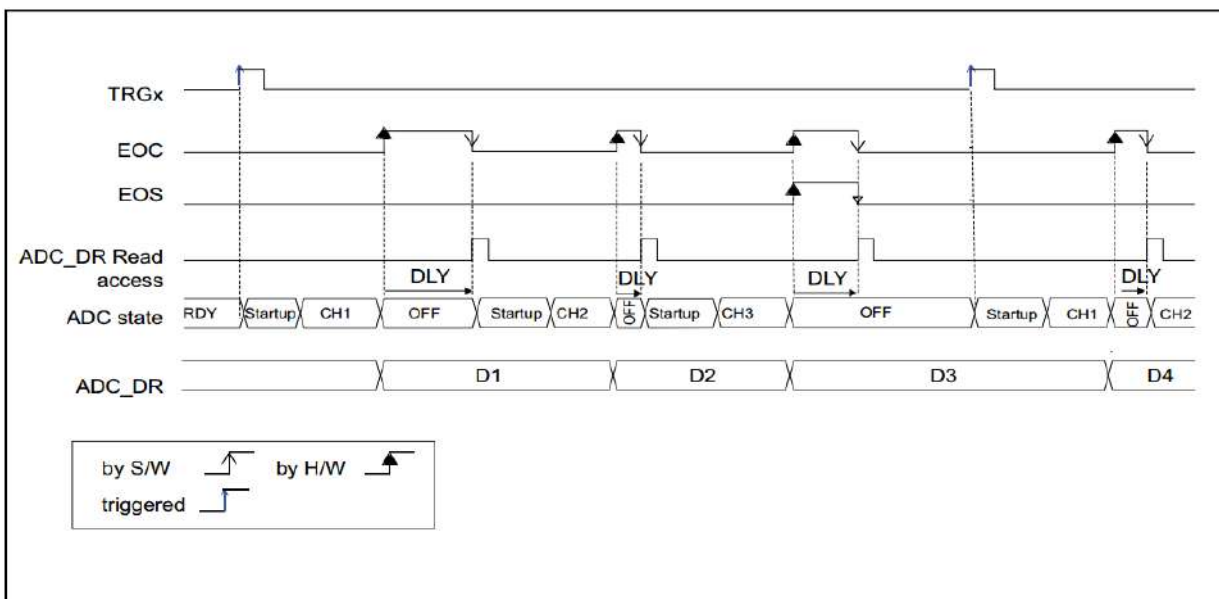 TRGx
EOC
EOS
ADC_DR Read
access
DLY DLY DLY DLY
ADC state RDY Startup CH1 OFF Startup CH2 OFF Startup CH3 OFF Startup CH1 OFF CH2
ADC_DR D1 D2 D3 D4
by S/W by H/W
triggered